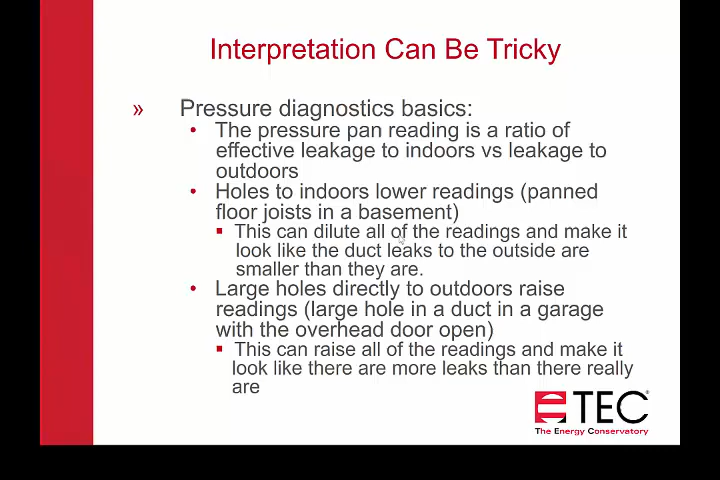 Interpretation Can Be Tricky
» Pressure diagnostics basics:
• The pressure pan reading is a ratio of
effective leakage to indoors vs leakage to
outdoors
• Holes to indoors lower readings (panned
floor joists in a basement)
▪ This can dilute all of the readings and make it
look like the duct leaks to the outside are
smaller than they are.
• Large holes directly to outdoors raise
readings (large hole in a duct in a garage
with the overhead door open)
▪ This can raise all of the readings and make it
look like there are more leaks than there really
are
TEC®
The Energy Conservatory